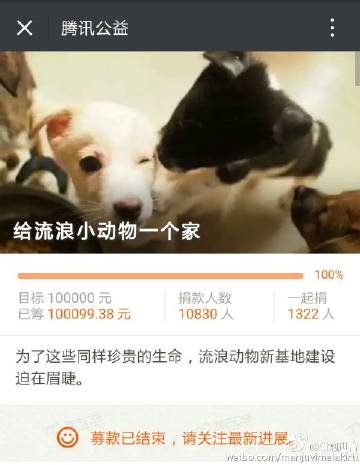 腾讯公益
给流浪小动物一个家
100%
目标 100000 元 捐款人数 一起捐
已筹 100099.38 元 10830 人 1322 人
为了这些同样珍贵的生命，流浪动物新基地建设
迫在眉睫。
募款已结束，请关注最新进展。